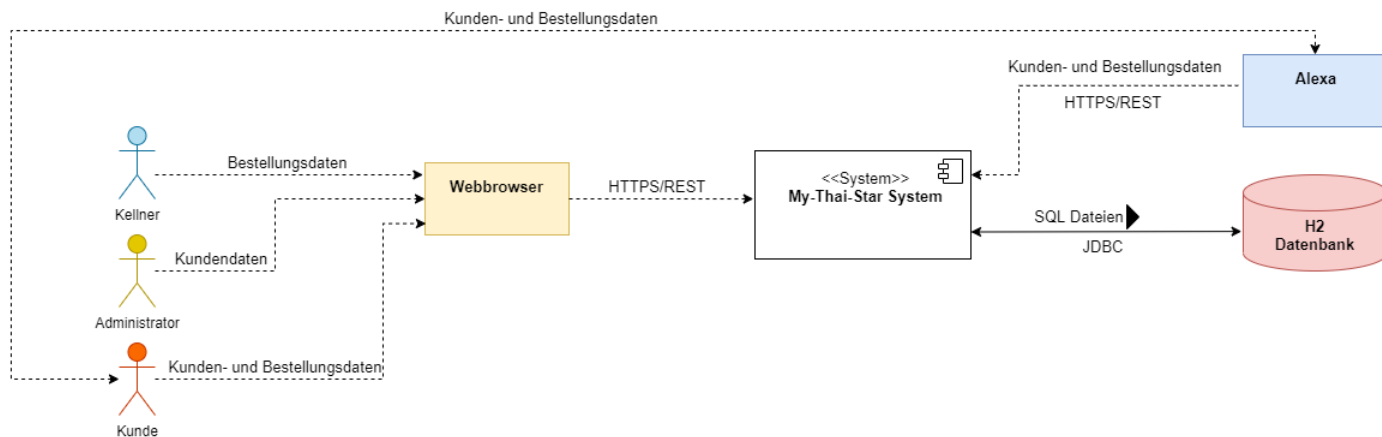 Kunden- und Bestellungsdaten
Kunden- und Bestellungsdaten
HTTPS/REST
Alexa
Kellner
Bestellungsdaten
Webbrowser
HTTPS/REST
<<System>>
My-Thai-Star System
SQL Dateien
JDBC
H2
Datenbank
Administrator
Kundendaten
Kunde
Kunden- und Bestellungsdaten